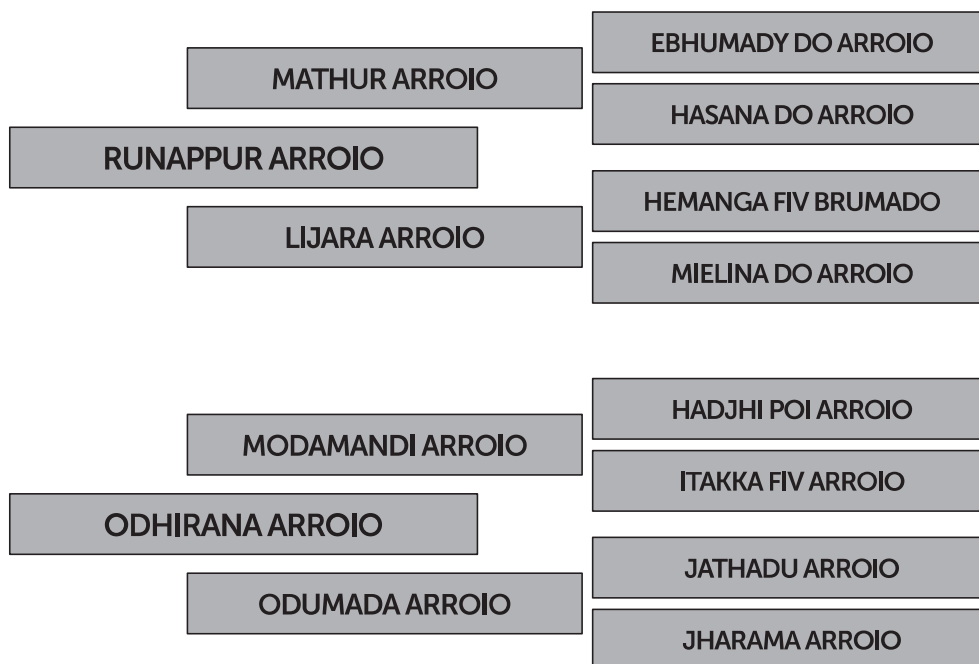 EBHUMADY DO ARROIO
MATHUR ARROIO
HASANA DO ARROIO
RUNAPPUR ARROIO
HEMANGA FIV BRUMADO
LIJARA ARROIO
MIELINA DO ARROIO
HADJHI POI ARROIO
MODAMANDI ARROIO
ITAKKA FIV ARROIO
ODHIRANA ARROIO
JATHADU ARROIO
ODUMADA ARROIO
JHARAMA ARROIO